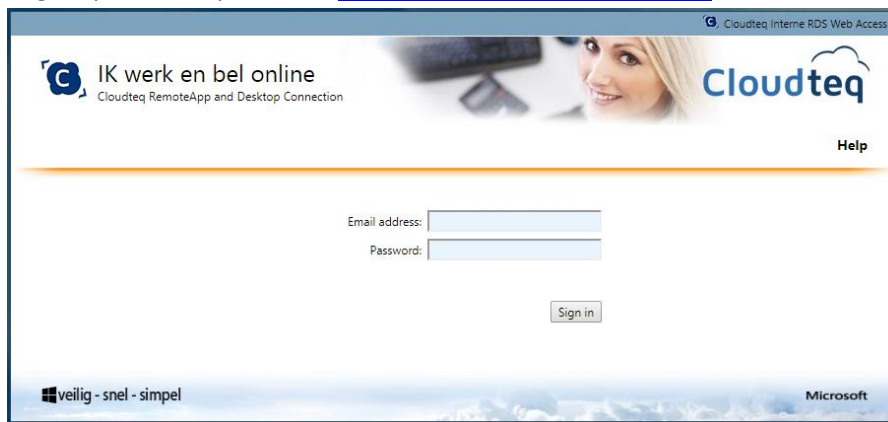 Cloudteq Interne RDS Web Access
IK werk en bel online
Cloudteq RemoteApp and Desktop Connection
Cloudteq
Help
Email address:
Password:
Sign in
veilig - snel - simpel
Microsoft